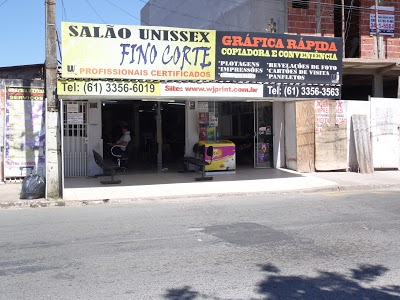 SALÃO UNISSEX
FINO CORTE
PROFISSIONAIS CERTIFICADOS
GRÁFICA RÁPIDA
COPIADORA E CONVENIÊNCIA
*PLOTAGENS
*IMPRESSÕES
*REVELAÇÕES DE FOTO
*CARTÕES DE VISITA
*PANFLETOS
Tel: (61) 3356-6019
Site: www.wjprint.com.br
Tel: (61) 3356-3563